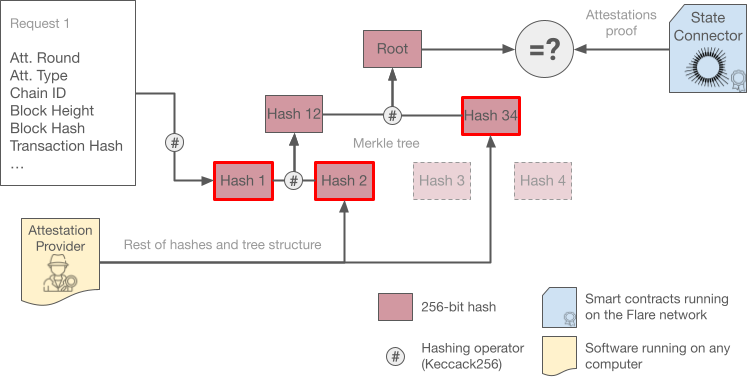 Request 1
Att. Round
Att. Type
Chain ID
Block Height
Block Hash
Transaction Hash
...
#
Root
=?
Attestations
proof
State
Connector
Hash 12
#
Hash 34
Merkle tree
Hash 1
#
Hash 2
Hash 3
Hash 4
Attestation
Provider
Rest of hashes and tree structure
256-bit hash
Smart contracts running
on the Flare network
#
Hashing operator
(Keccack256)
Software running on any
computer